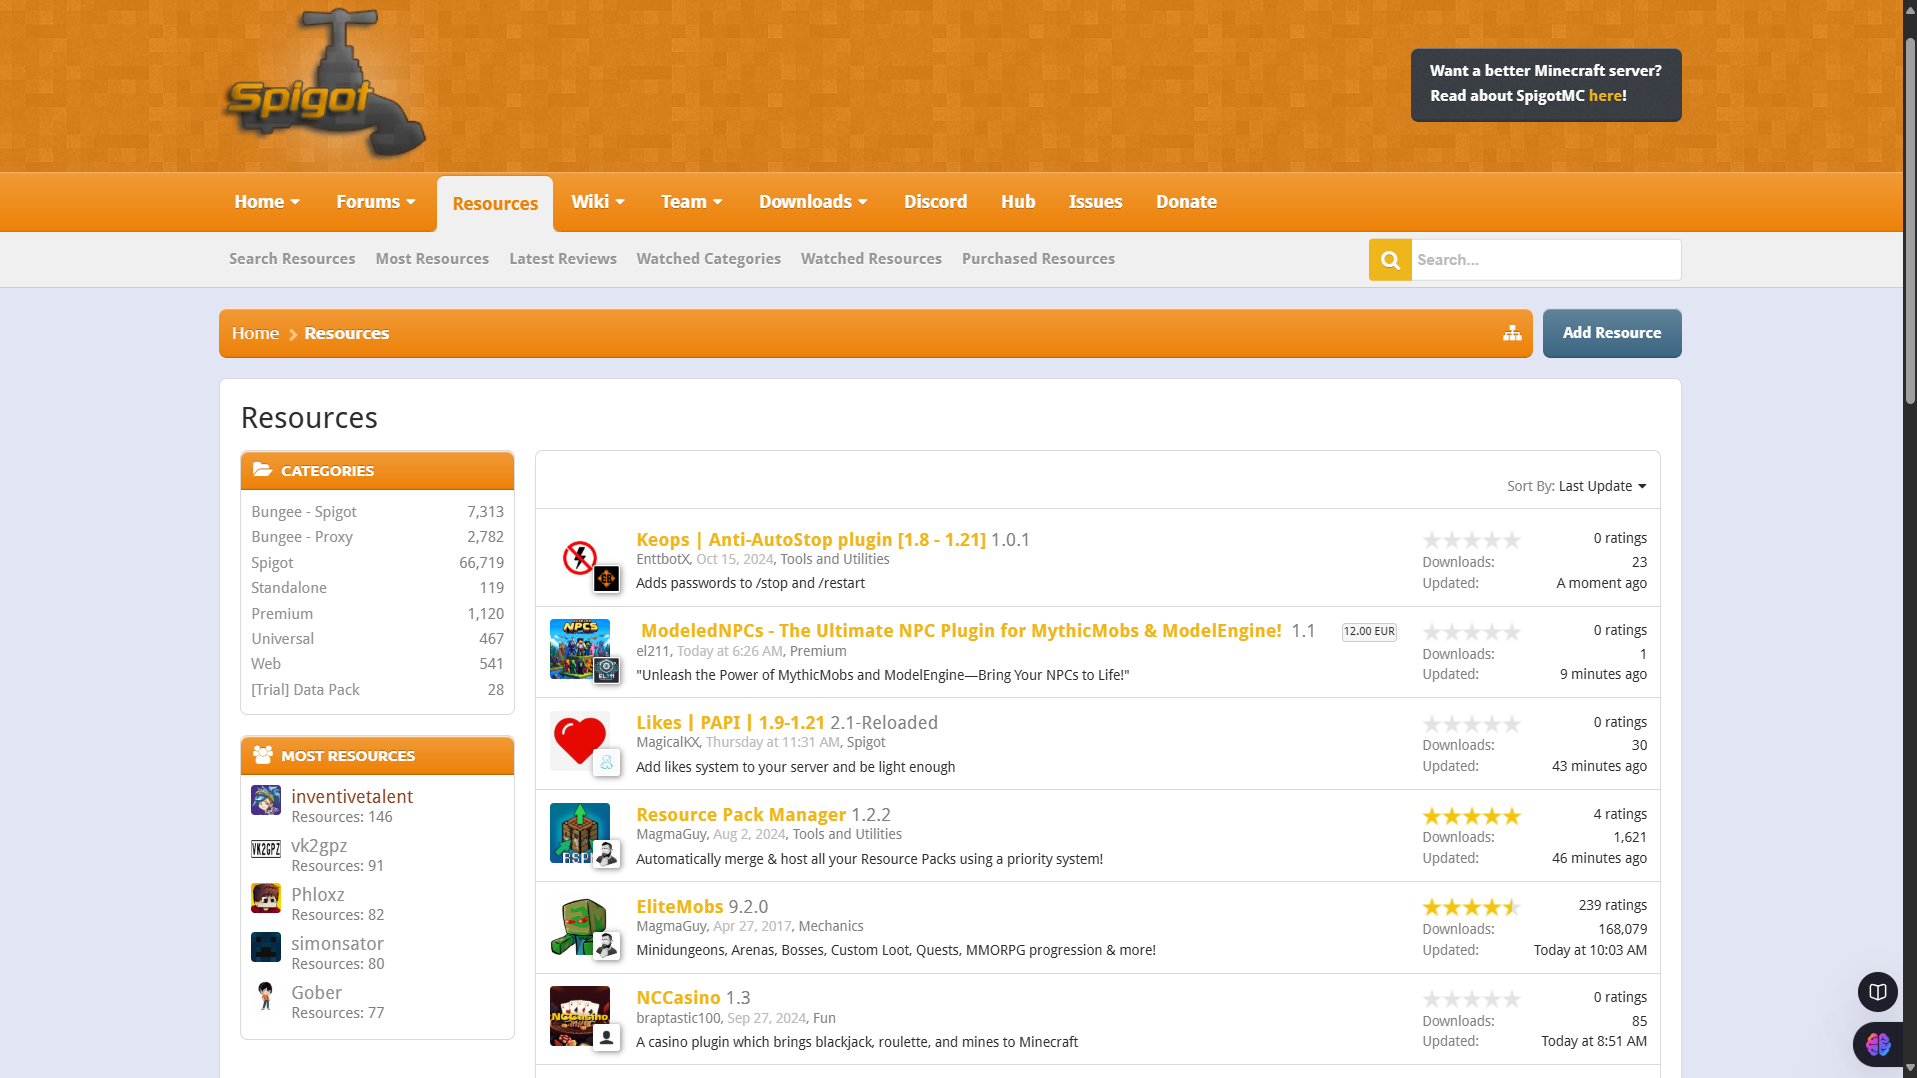 Spigot
Want a better Minecraft server?
Read about SpigotMC here!
Home
Forums
Resources
Wiki
Team
Downloads
Discord
Hub
Issues
Donate
Search Resources
Most Resources
Latest Reviews
Watched Categories
Watched Resources
Purchased Resources
Search...
Home
Resources
Add Resource
Resources
CATEGORIES
Bungee - Spigot 7,313
Bungee - Proxy 2,782
Spigot 66,719
Standalone 119
Premium 1,120
Universal 467
Web 541
[Trial] Data Pack 28
MOST RESOURCES
inventivetalent
Resources: 146
VK2GPZ
vk2gpz
Resources: 91
Phloxz
Resources: 82
simonsator
Resources: 80
Gober
Resources: 77
Sort By: Last Update
Keops | Anti-AutoStop plugin [1.8 - 1.21] 1.0.1
EnttbotX, Oct 15, 2024, Tools and Utilities
Adds passwords to /stop and /restart
0 ratings
Downloads: 23
Updated: A moment ago
NPCS
ModeledNPCs - The Ultimate NPC Plugin for MythicMobs & ModelEngine! 1.1
12.00 EUR
el211, Today at 6:26 AM, Premium
"Unleash the Power of MythicMobs and ModelEngine—Bring Your NPCs to Life!"
0 ratings
Downloads: 1
Updated: 9 minutes ago
Likes | PAPI | 1.9-1.21 2.1-Reloaded
MagicalKX, Thursday at 11:31 AM, Spigot
Add likes system to your server and be light enough
0 ratings
Downloads: 30
Updated: 43 minutes ago
Resource Pack Manager 1.2.2
MagmaGuy, Aug 2, 2024, Tools and Utilities
Automatically merge & host all your Resource Packs using a priority system!
4 ratings
Downloads: 1,621
Updated: 46 minutes ago
EliteMobs 9.2.0
MagmaGuy, Apr 27, 2017, Mechanics
Minidungeons, Arenas, Bosses, Custom Loot, Quests, MMORPG progression & more!
239 ratings
Downloads: 168,079
Updated: Today at 10:03 AM
NCCasino
NCCasino 1.3
braptastic100, Sep 27, 2024, Fun
A casino plugin which brings blackjack, roulette, and mines to Minecraft
0 ratings
Downloads: 85
Updated: Today at 8:51 AM